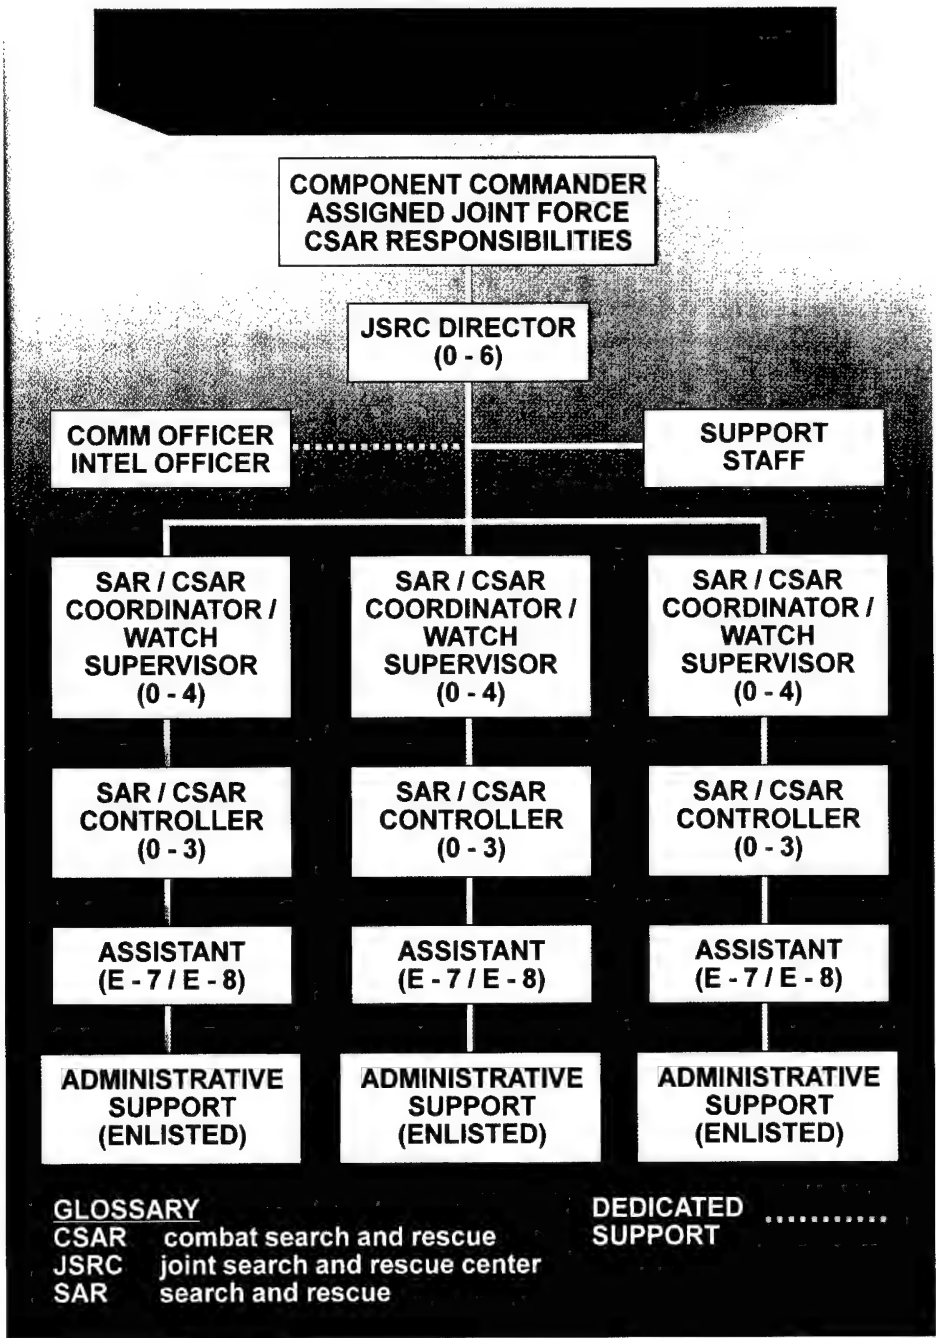 COMPONENT COMMANDER
ASSIGNED JOINT FORCE
CSAR RESPONSIBILITIES
JSRC DIRECTOR
(0 - 6)
COMM OFFICER
INTEL OFFICER
SUPPORT
STAFF
SAR / CSAR
COORDINATOR /
WATCH
SUPERVISOR
(0 - 4)
SAR / CSAR
COORDINATOR /
WATCH
SUPERVISOR
(0 - 4)
SAR / CSAR
COORDINATOR /
WATCH
SUPERVISOR
(0 - 4)
SAR / CSAR
CONTROLLER
(0 - 3)
SAR / CSAR
CONTROLLER
(0 - 3)
SAR / CSAR
CONTROLLER
(0 - 3)
ASSISTANT
(E - 7 / E - 8)
ASSISTANT
(E - 7 / E - 8)
ASSISTANT
(E - 7 / E - 8)
ADMINISTRATIVE
SUPPORT
(ENLISTED)
ADMINISTRATIVE
SUPPORT
(ENLISTED)
ADMINISTRATIVE
SUPPORT
(ENLISTED)
GLOSSARY
CSAR combat search and rescue
JSRC joint search and rescue center
SAR search and rescue
DEDICATED
SUPPORT